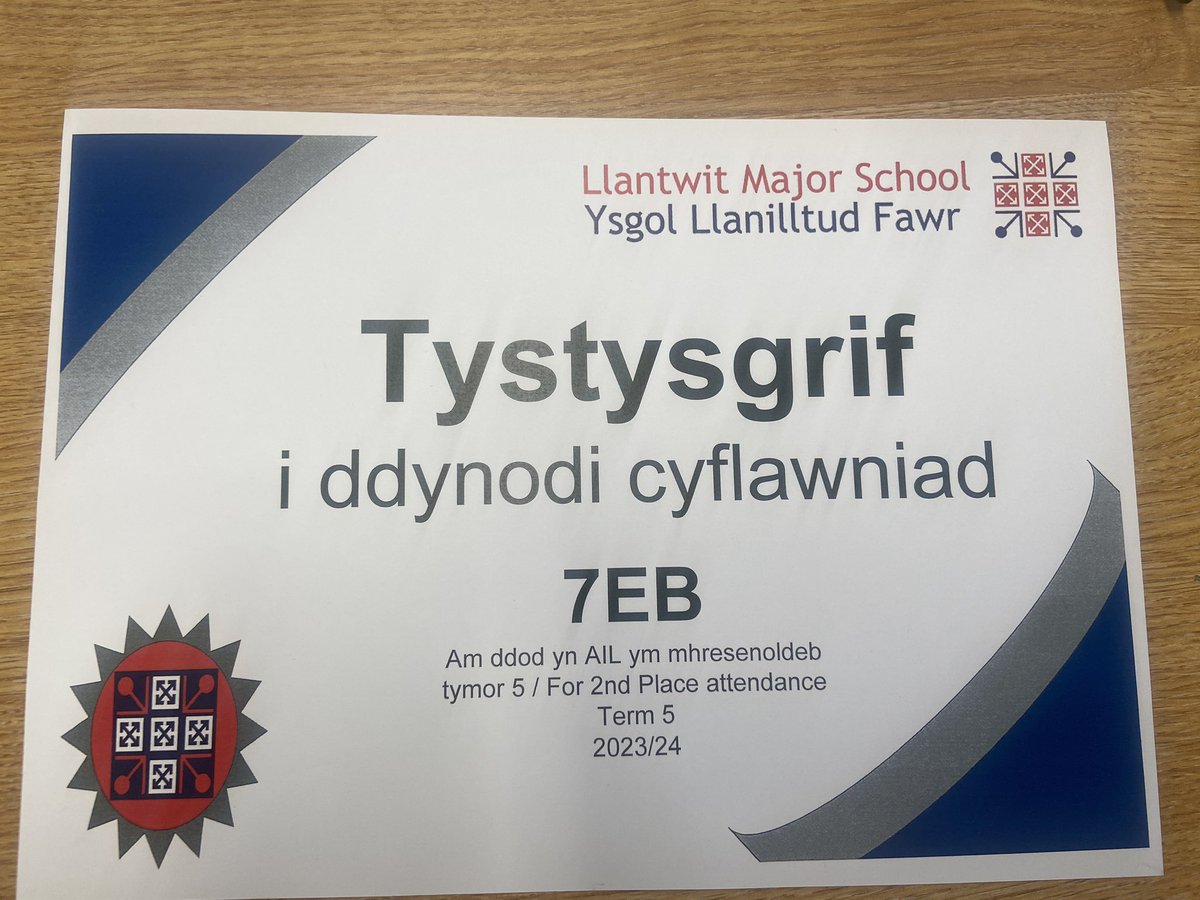 Llantwit Major School
Ysgol Llanilltud Fawr
Tystysgrif
i ddynodi cyflawniad
7EB
Am ddod yn AIL ym mhresenoldeb
tymor 5 / For 2nd Place attendance
Term 5
2023/24